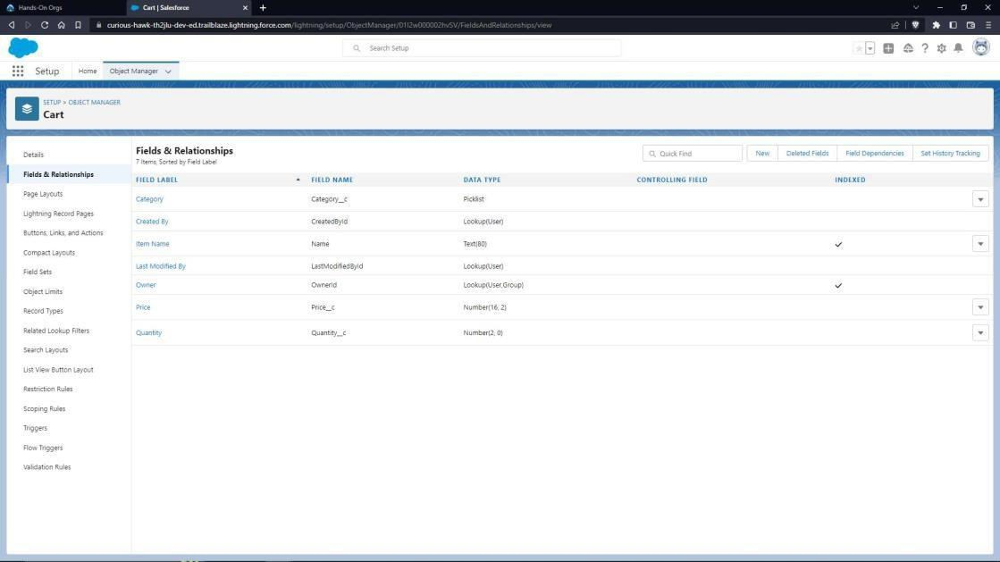 Hands-On Orgs
Cart | Salesforce
curious-hawk-th2jlu-dev-ed.trailblaze.lightning.force.com/lightning/setup/ObjectManager/01I2w000002hvSV/FieldsAndRelationships/view
Search Setup
Setup
Home
Object Manager
SETUP > OBJECT MANAGER
Cart
Details
Fields & Relationships
Page Layouts
Lightning Record Pages
Buttons, Links, and Actions
Compact Layouts
Field Sets
Object Limits
Record Types
Related Lookup Filters
Search Layouts
List View Button Layout
Restriction Rules
Scoping Rules
Triggers
Flow Triggers
Validation Rules
Fields & Relationships
7 Items, Sorted by Field Label
Quick Find
New
Deleted Fields
Field Dependencies
Set History Tracking
FIELD LABEL FIELD NAME DATA TYPE CONTROLLING FIELD INDEXED
Category Category__c Picklist
Created By CreatedById Lookup(User)
Item Name Name Text(80)
Last Modified By LastModifiedById Lookup(User)
Owner OwnerId Lookup(User,Group)
Price Price__c Number(16, 2)
Quantity Quantity__c Number(2, 0)